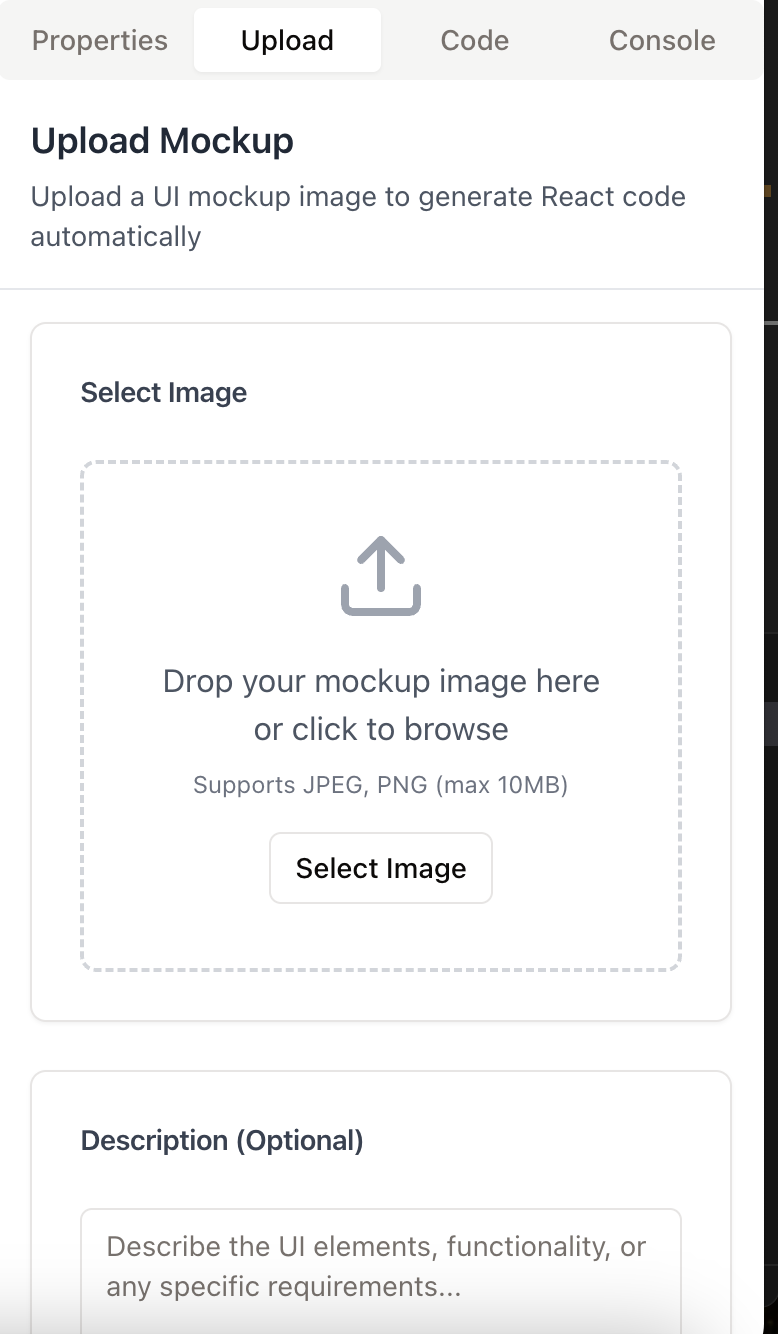 Properties Upload Code Console
Upload Mockup
Upload a UI mockup image to generate React code
automatically
Select Image
Drop your mockup image here
or click to browse
Supports JPEG, PNG (max 10MB)
Select Image
Description (Optional)
Describe the UI elements, functionality, or
any specific requirements...